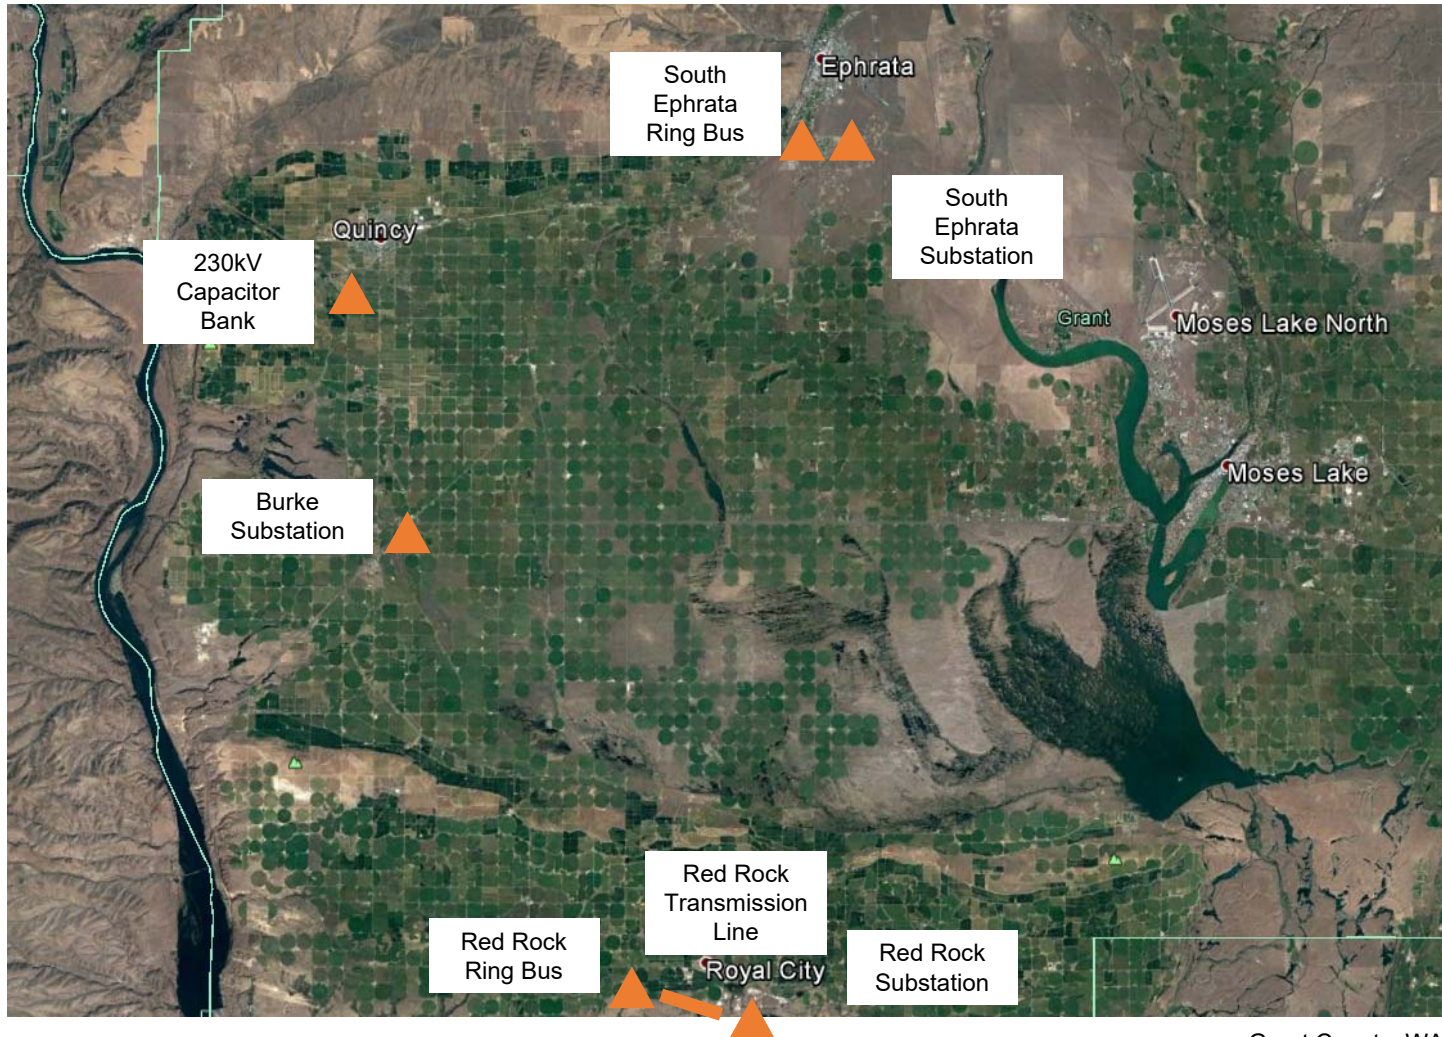 Ephrata
South
Ephrata
Ring Bus
South
Ephrata
Substation
Quincy
230kV
Capacitor
Bank
Grant
Moses Lake North
Moses Lake
Burke
Substation
Red Rock
Transmission
Line
Red Rock
Ring Bus
Royal City
Red Rock
Substation